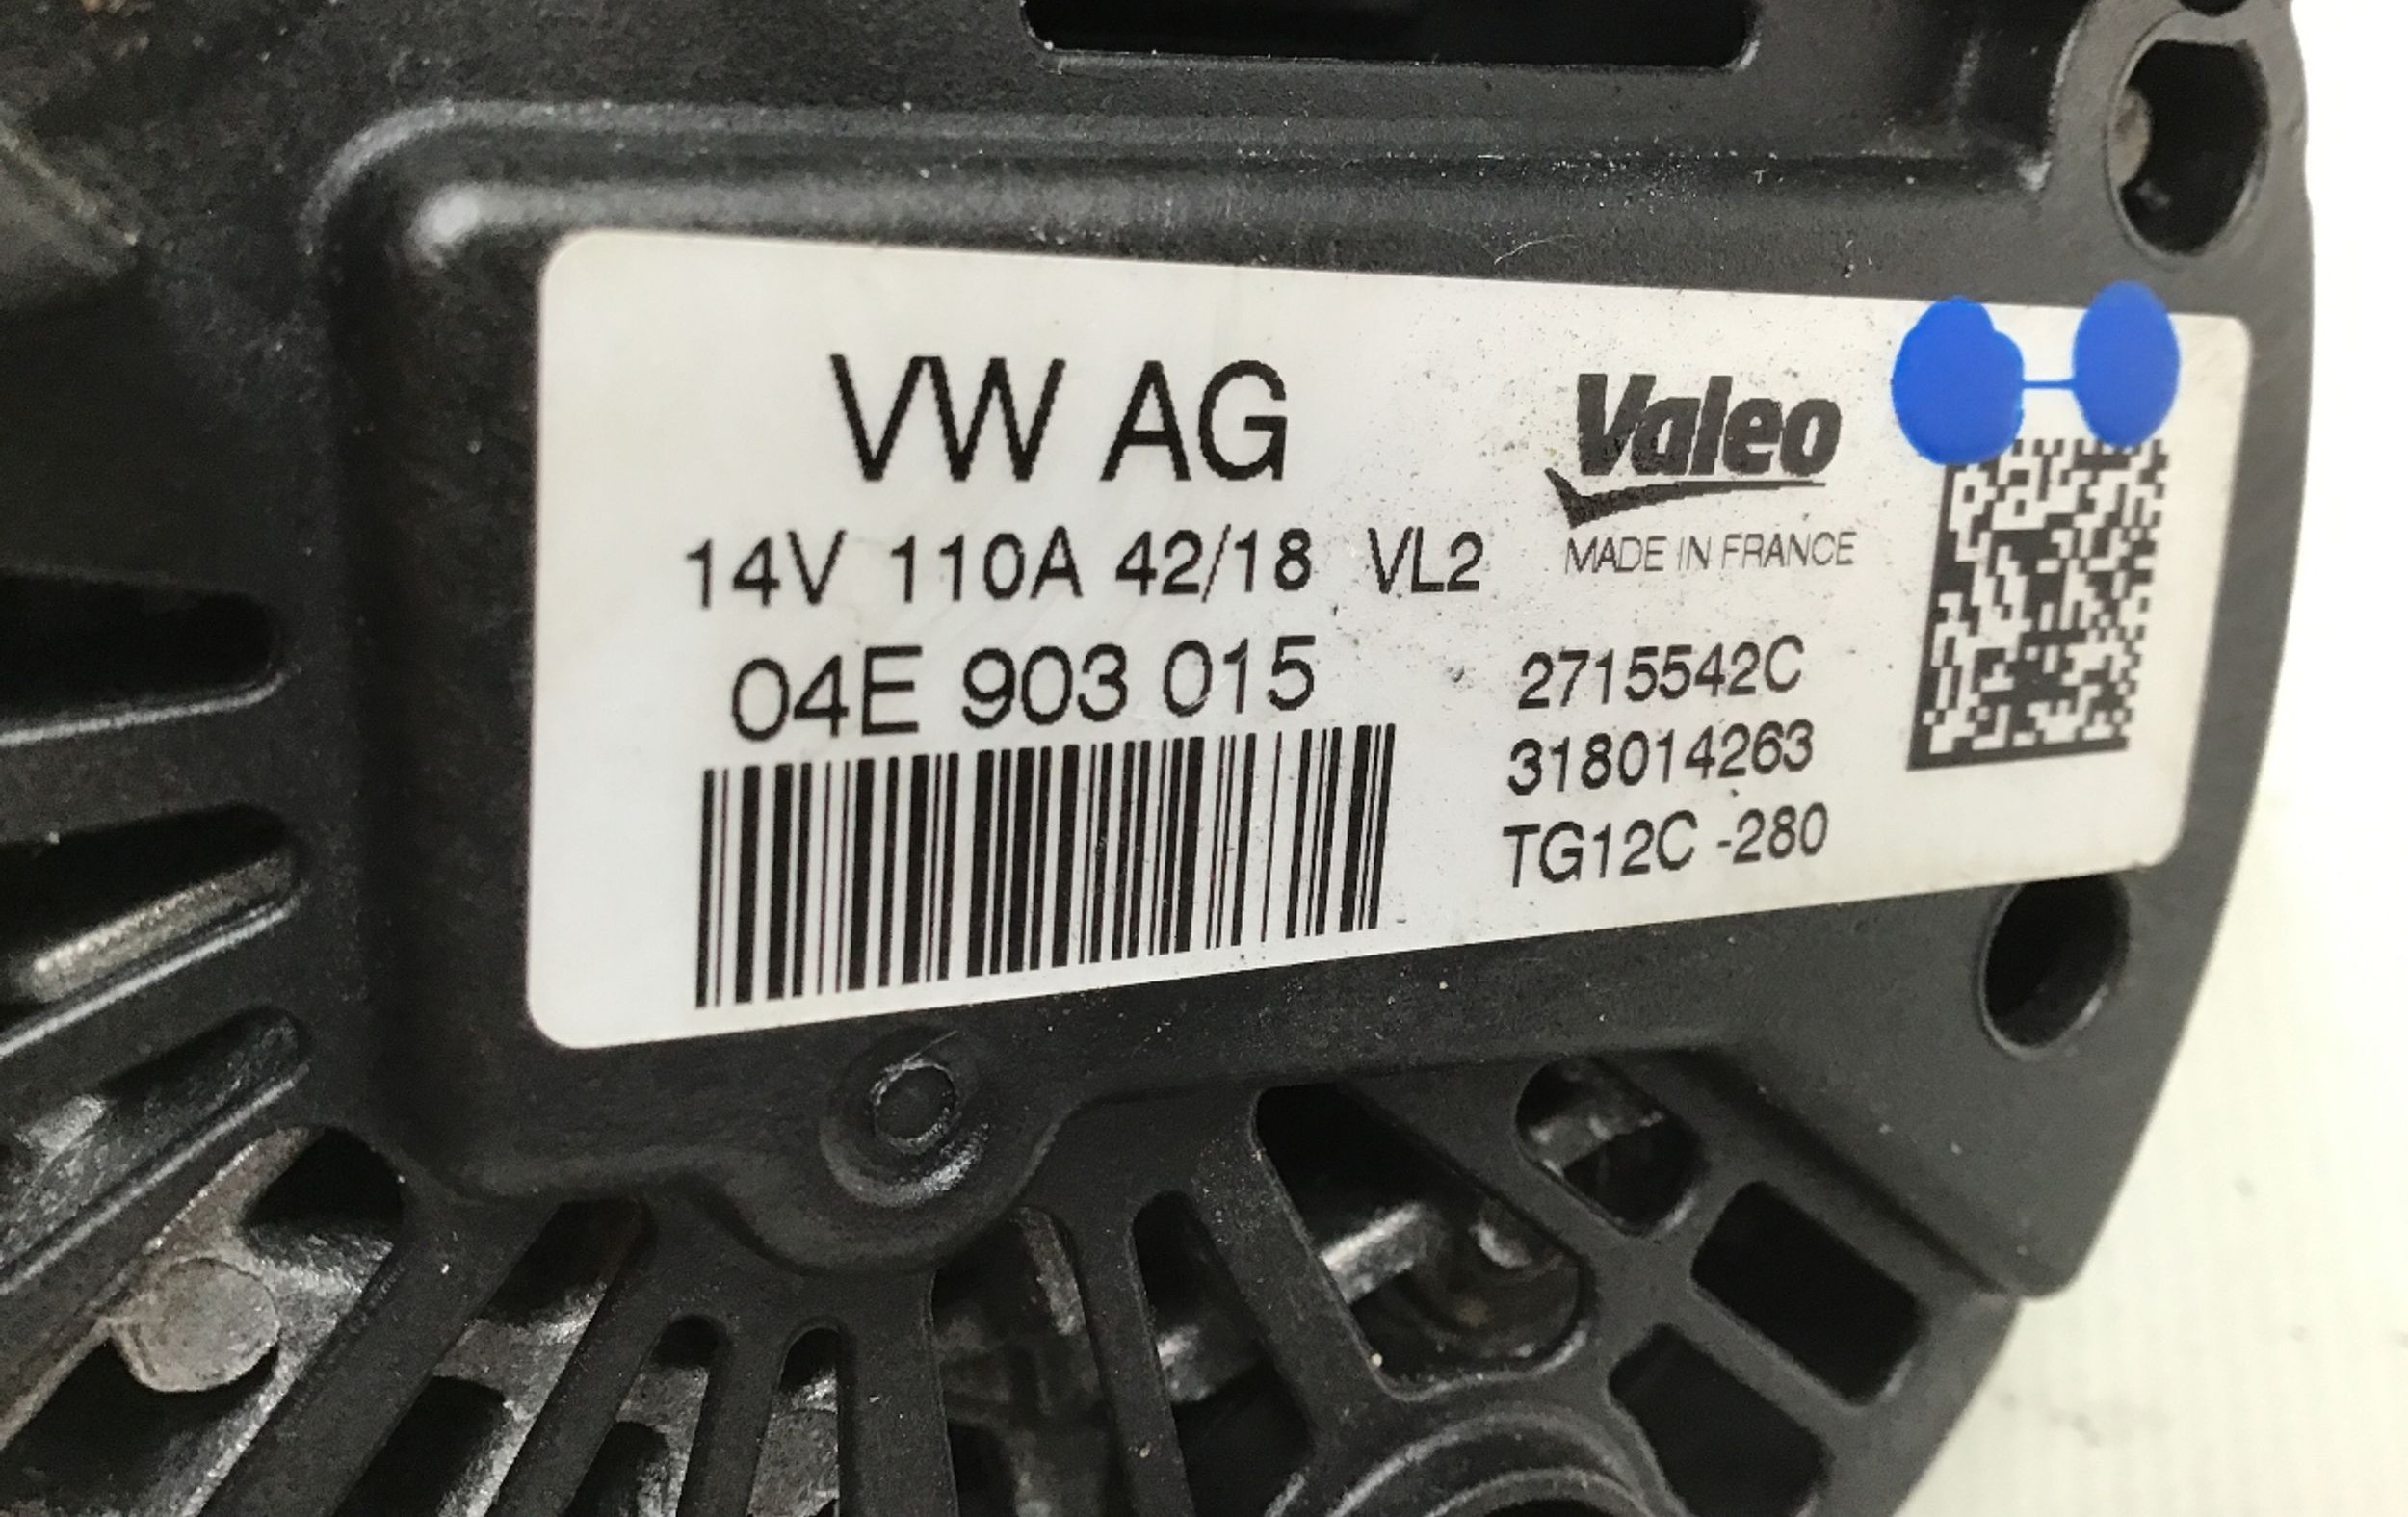 VW AG
14V 110A 42/18 VL2
04E 903 015
Valeo
MADE IN FRANCE
2715542C
318014263
TG12C -280